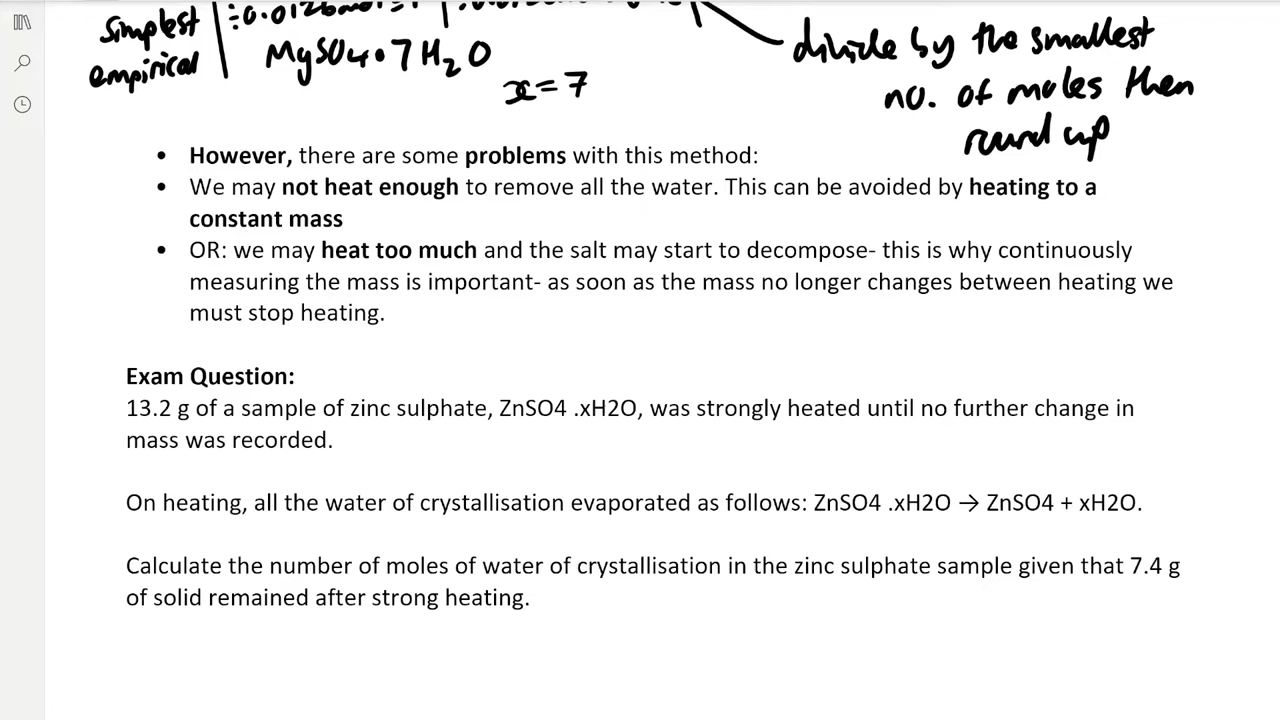 simplest
empirical
MgSO4.7H2O
x=7
divide by the smallest
no. of moles then
round up
• However, there are some problems with this method:
• We may not heat enough to remove all the water. This can be avoided by heating to a
constant mass
• OR: we may heat too much and the salt may start to decompose- this is why continuously
measuring the mass is important- as soon as the mass no longer changes between heating we
must stop heating.
Exam Question:
13.2 g of a sample of zinc sulphate, ZnSO4 .xH2O, was strongly heated until no further change in
mass was recorded.
On heating, all the water of crystallisation evaporated as follows: ZnSO4 .xH2O → ZnSO4 + xH2O.
Calculate the number of moles of water of crystallisation in the zinc sulphate sample given that 7.4 g
of solid remained after strong heating.